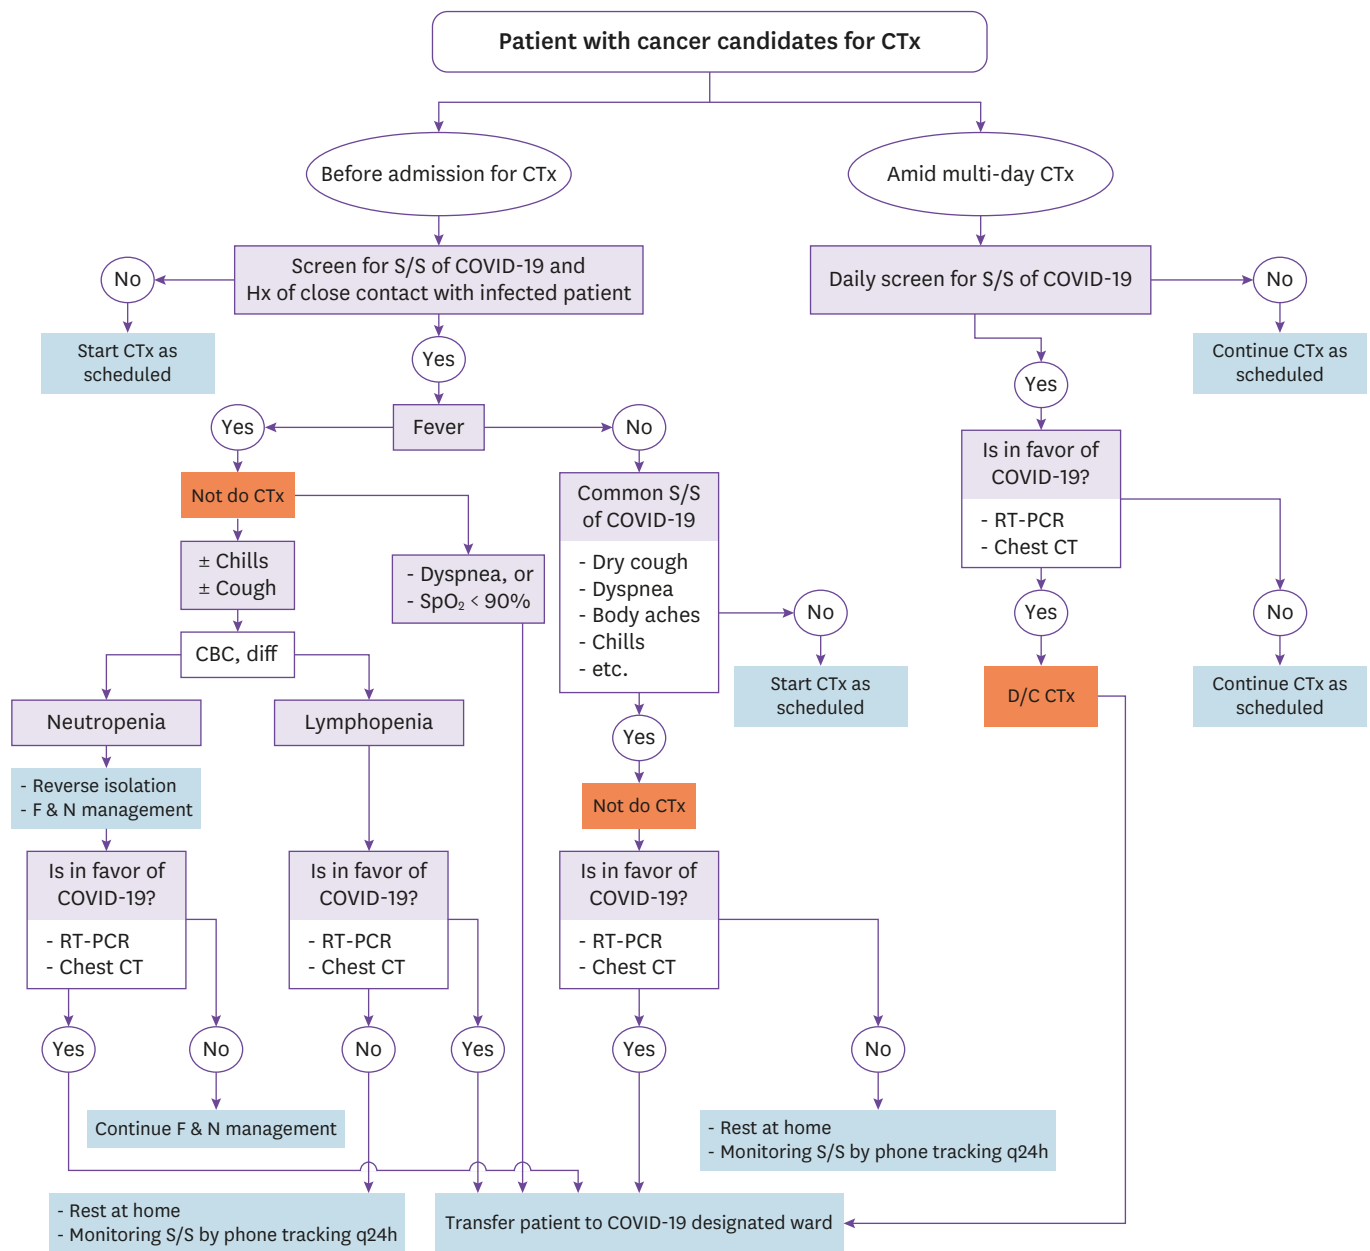 Patient with cancer candidates for CTx
Before admission for CTx
Amid multi-day CTx
Screen for S/S of COVID-19 and
Hx of close contact with infected patient
No
Start CTx as
scheduled
Yes
Fever
Yes
No
Not do CTx
± Chills
± Cough
- Dyspnea, or
- SpO₂ < 90%
CBC, diff
Neutropenia
Lymphopenia
- Reverse isolation
- F & N management
Is in favor of
COVID-19?
- RT-PCR
- Chest CT
Yes
No
Continue F & N management
Is in favor of
COVID-19?
- RT-PCR
- Chest CT
No
Yes
- Rest at home
- Monitoring S/S by phone tracking q24h
Common S/S
of COVID-19
- Dry cough
- Dyspnea
- Body aches
- Chills
- etc.
No
Start CTx as
scheduled
Yes
Not do CTx
Is in favor of
COVID-19?
- RT-PCR
- Chest CT
Yes
No
- Rest at home
- Monitoring S/S by phone tracking q24h
Transfer patient to COVID-19 designated ward
Daily screen for S/S of COVID-19
No
Continue CTx as
scheduled
Yes
Is in favor of
COVID-19?
- RT-PCR
- Chest CT
Yes
No
D/C CTx
Continue CTx as
scheduled